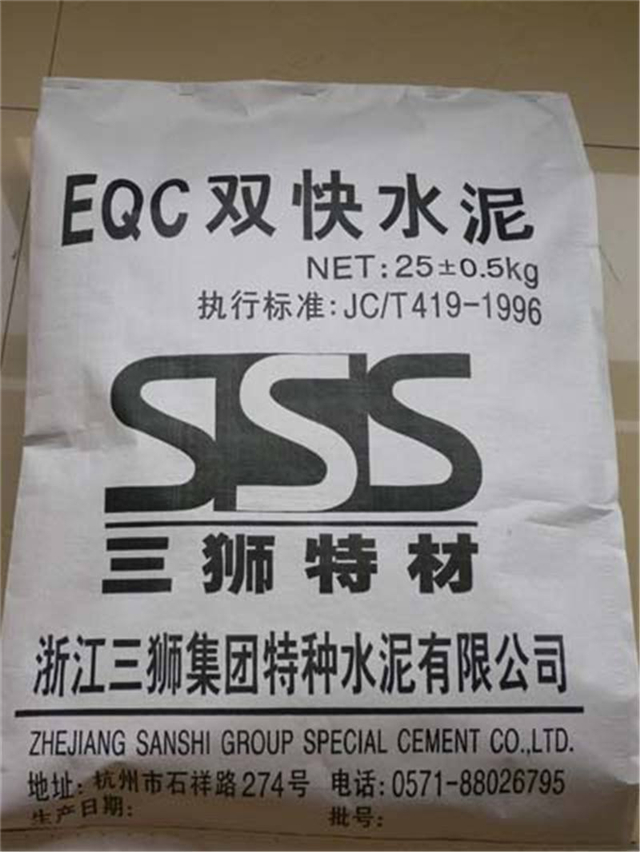 EQC双快水泥
NET:25±0.5kg
执行标准:JC/T419-1996
SSS
三狮特材
浙江三狮集团特种水泥有限公司
ZHEJIANG SANSHI GROUP SPECIAL CEMENT CO.,LTD.
地址:杭州市石祥路274号 电话:0571-88026795
生产日期: 批号: